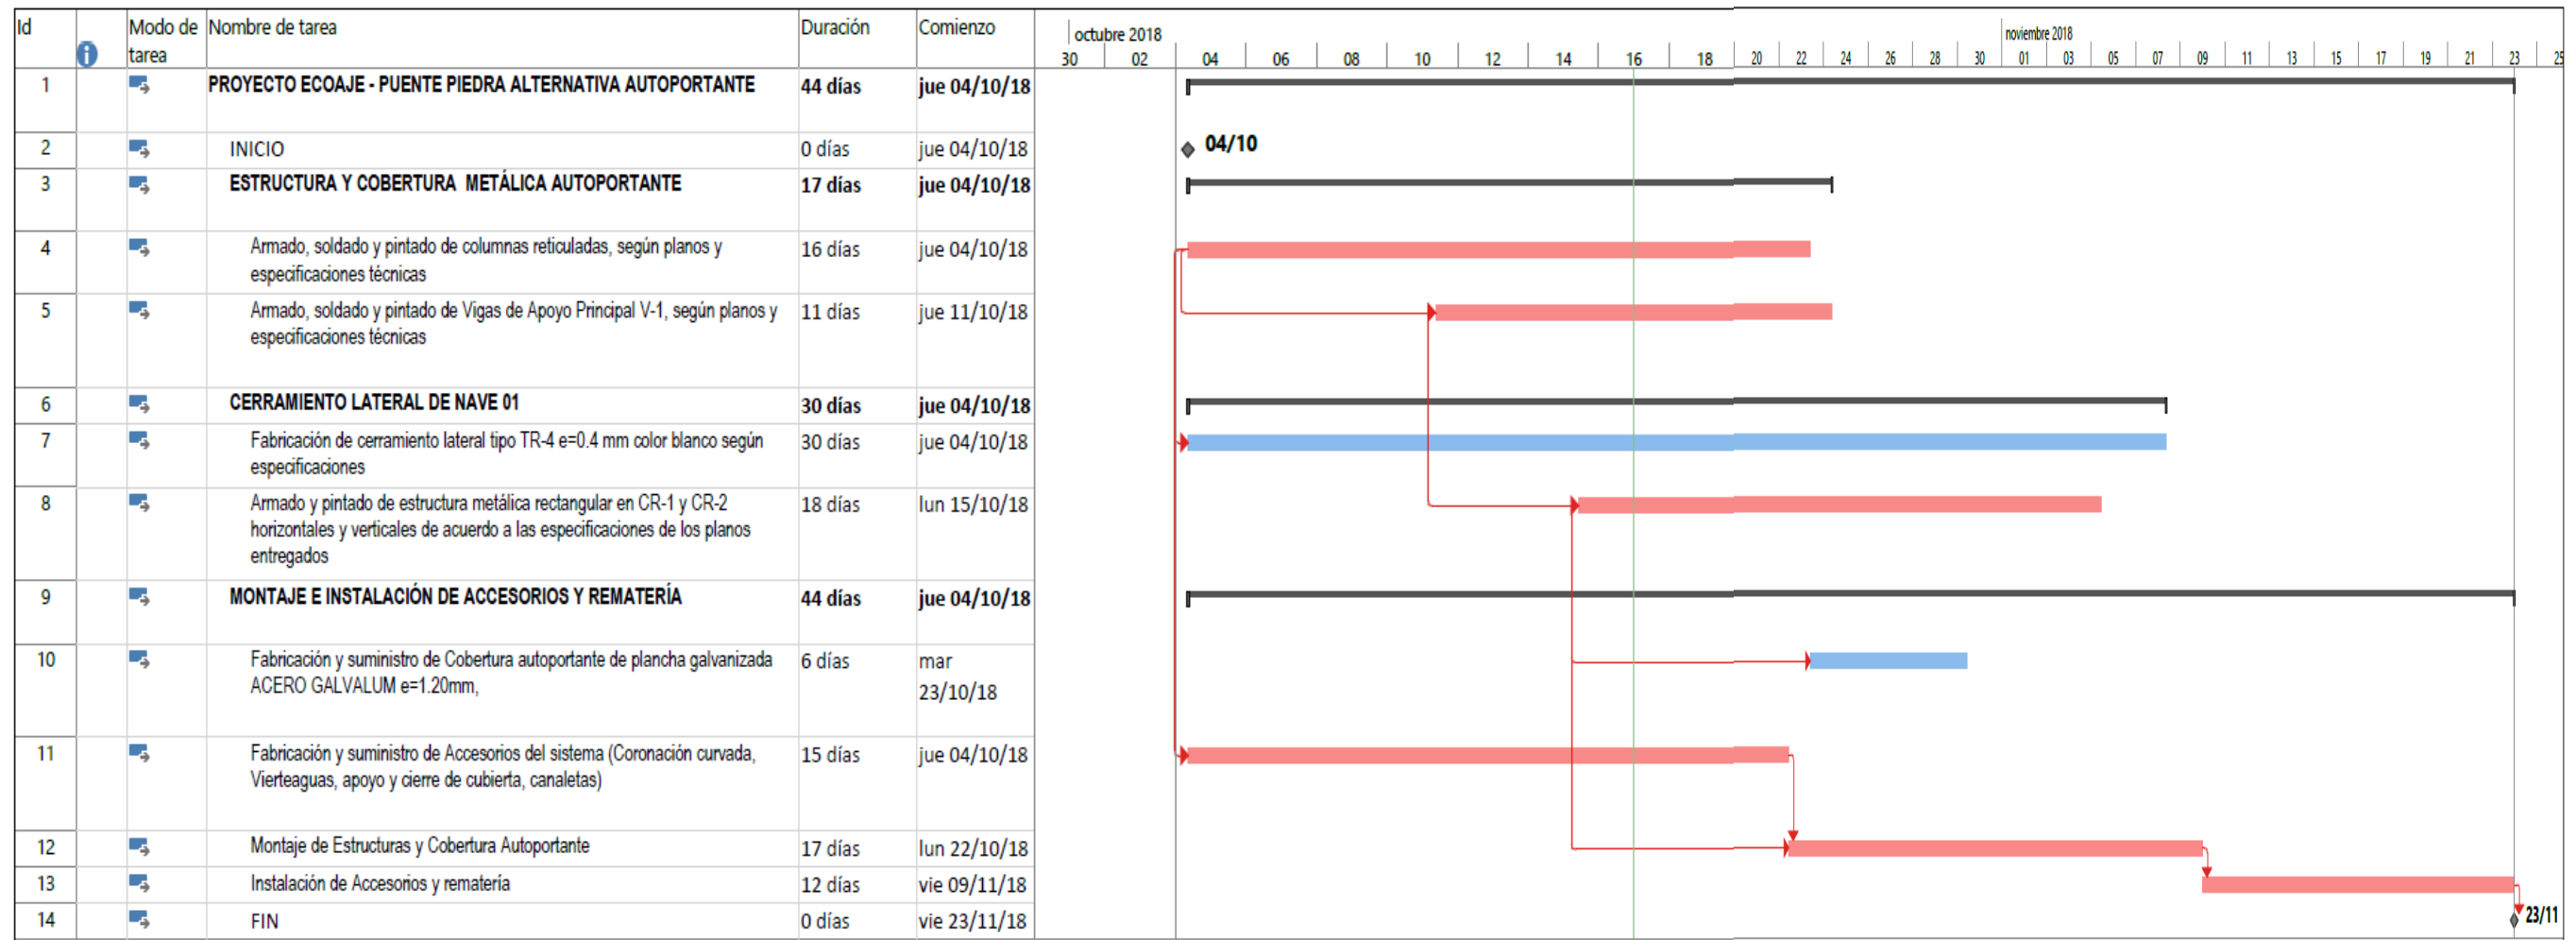 Id Modo de tarea Nombre de tarea Duración Comienzo
octubre 2018 noviembre 2018
30 02 04 06 08 10 12 14 16 18 20 22 24 26 28 30 01 03 05 07 09 11 13 15 17 19 21 23 25
1 PROYECTO ECOAJE - PUENTE PIEDRA ALTERNATIVA AUTOPORTANTE 44 días jue 04/10/18
2 INICIO 0 días jue 04/10/18 04/10
3 ESTRUCTURA Y COBERTURA METÁLICA AUTOPORTANTE 17 días jue 04/10/18
4 Armado, soldado y pintado de columnas reticuladas, según planos y 16 días jue 04/10/18
especificaciones técnicas
5 Armado, soldado y pintado de Vigas de Apoyo Principal V-1, según planos y 11 días jue 11/10/18
especificaciones técnicas
6 CERRAMIENTO LATERAL DE NAVE 01 30 días jue 04/10/18
7 Fabricación de cerramiento lateral tipo TR-4 e=0.4 mm color blanco según 30 días jue 04/10/18
especificaciones
8 Armado y pintado de estructura metálica rectangular en CR-1 y CR-2 18 días lun 15/10/18
horizontales y verticales de acuerdo a las especificaciones de los planos
entregados
9 MONTAJE E INSTALACIÓN DE ACCESORIOS Y REMATERÍA 44 días jue 04/10/18
10 Fabricación y suministro de Cobertura autoportante de plancha galvanizada 6 días mar
ACERO GALVALUM e=1.20mm, 23/10/18
11 Fabricación y suministro de Accesorios del sistema (Coronación curvada, 15 días jue 04/10/18
Vierteaguas, apoyo y cierre de cubierta, canaletas)
12 Montaje de Estructuras y Cobertura Autoportante 17 días lun 22/10/18
13 Instalación de Accesorios y rematería 12 días vie 09/11/18
14 FIN 0 días vie 23/11/18 23/11